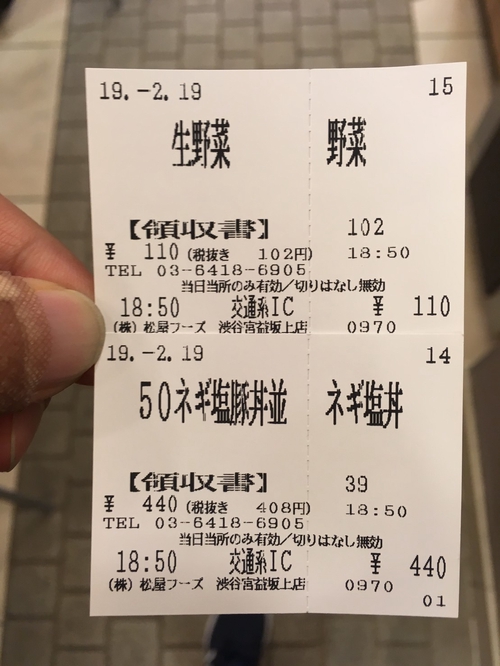 19.-2.19 15
生野菜 野菜
【領収書】 102
¥ 110 (税抜き 102円) 18:50
TEL 03-6418-6905
当日当所のみ有効／切りはなし無効
18:50 交通系IC ¥ 110
(株) 松屋フーズ 渋谷宮益坂上店 0970
19.-2.19 14
50ネギ塩豚丼並 ネギ塩丼
【領収書】 39
¥ 440 (税抜き 408円) 18:50
TEL 03-6418-6905
当日当所のみ有効／切りはなし無効
18:50 交通系IC ¥ 440
(株) 松屋フーズ 渋谷宮益坂上店 0970
01